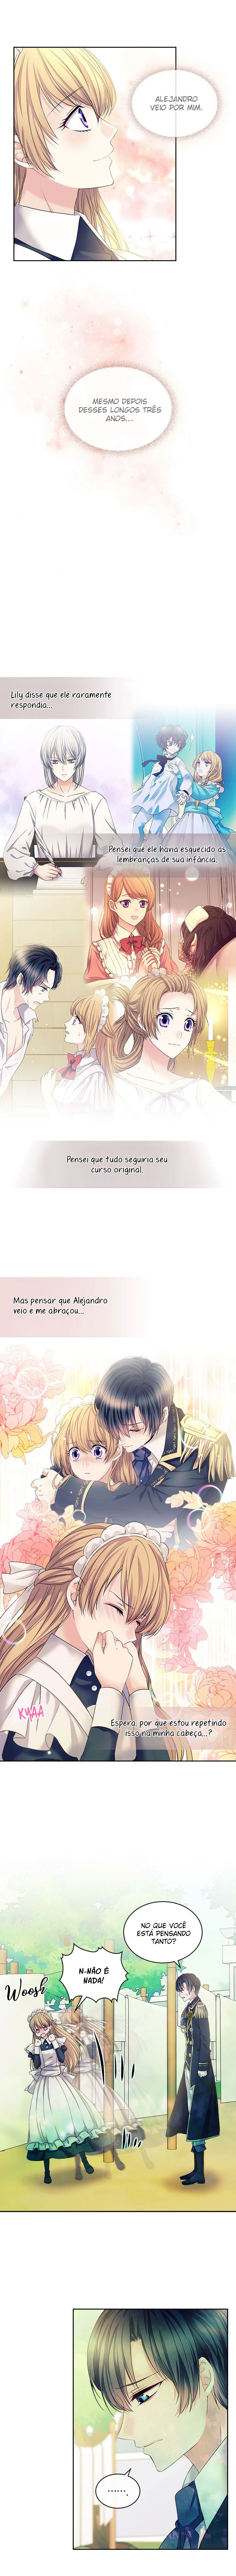 ALEJANDRO
VEIO POR MIM.
MESMO DEPOIS
DESSES LONGOS TRÊS
ANOS...
Lily disse que ele raramente
respondia...
Pensei que ele havia esquecido as
lembranças de sua infância.
Pensei que tudo seguiria seu
curso original.
Mas pensar que Alejandro
veio e me abraçou...
KYAA
Espera, por que estou repetindo
isso na minha cabeça...?
NO QUE VOCÊ
ESTÁ PENSANDO
TANTO?
N-NÃO É
NADA!
Woosh
.......